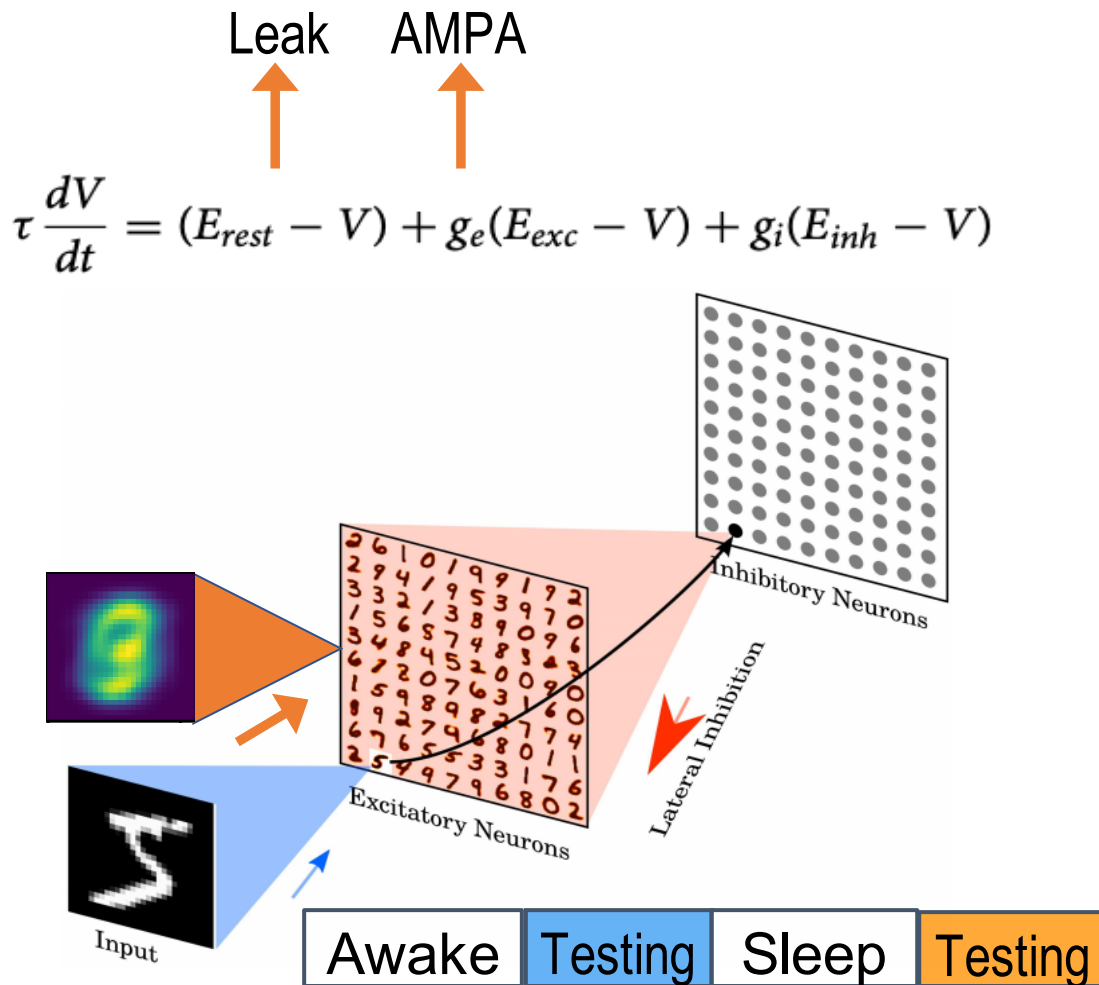 Leak AMPA
τ dV/dt = (E_rest − V) + g_e(E_exc − V) + g_i(E_inh − V)
Inhibitory Neurons
Lateral Inhibition
Excitatory Neurons
Input
Awake Testing Sleep Testing